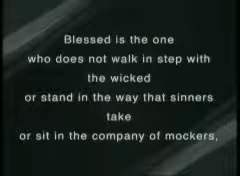 Blessed is the one
who does not walk in step with
the wicked
or stand in the way that sinners
take
or sit in the company of mockers,